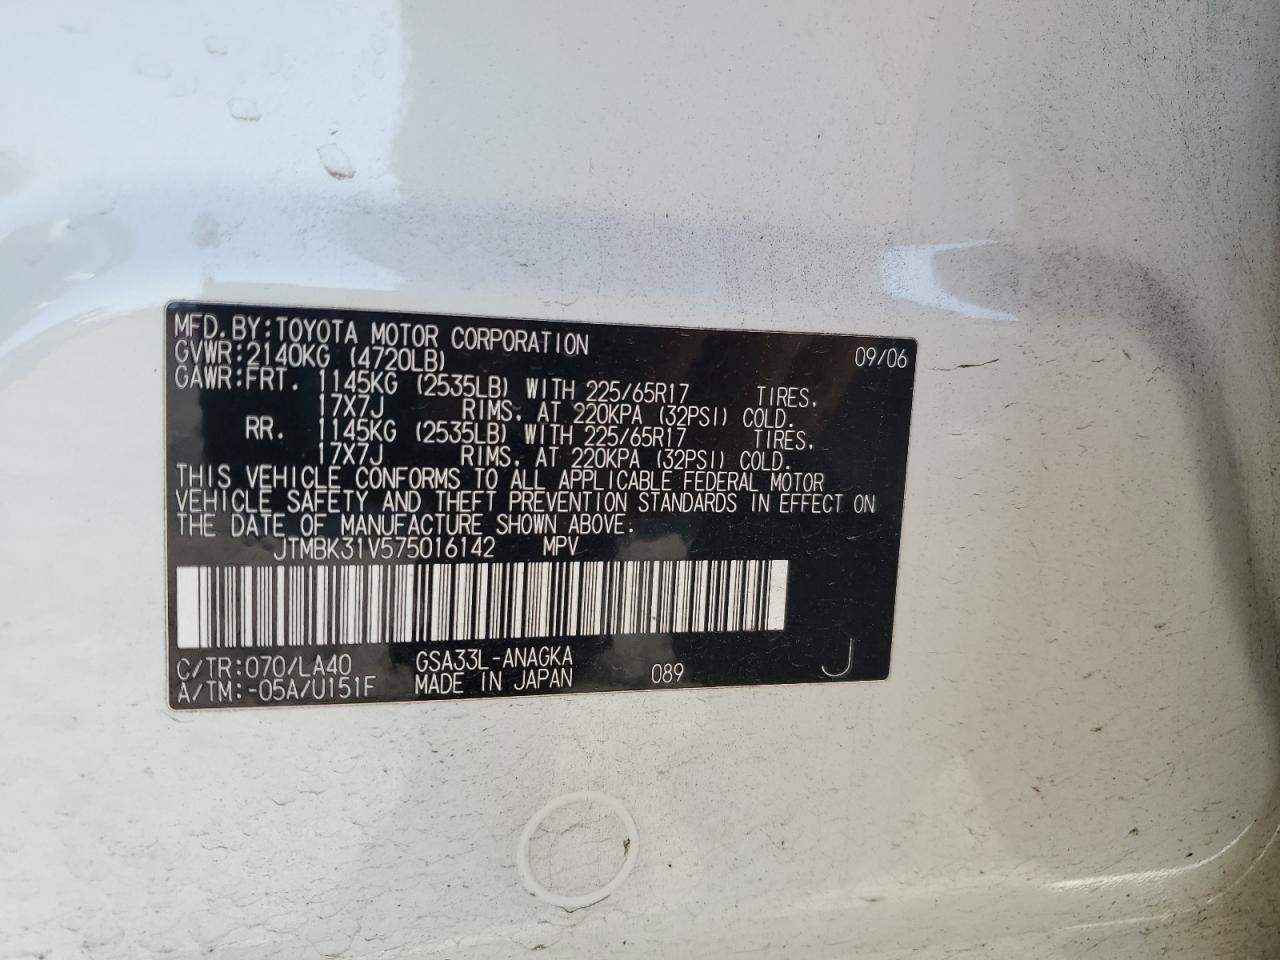 MFD.BY:TOYOTA MOTOR CORPORATION 09/06
GVWR:2140KG (4720LB)
GAWR:FRT. 1145KG (2535LB) WITH 225/65R17 TIRES,
17X7J RIMS, AT 220KPA (32PSI) COLD.
RR. 1145KG (2535LB) WITH 225/65R17 TIRES,
17X7J RIMS, AT 220KPA (32PSI) COLD.
THIS VEHICLE CONFORMS TO ALL APPLICABLE FEDERAL MOTOR
VEHICLE SAFETY AND THEFT PREVENTION STANDARDS IN EFFECT ON
THE DATE OF MANUFACTURE SHOWN ABOVE.
JTMBK31V575016142 MPV
C/TR:070/LA40 GSA33L-ANAGKA 089 J
A/TM:-05A/U151F MADE IN JAPAN